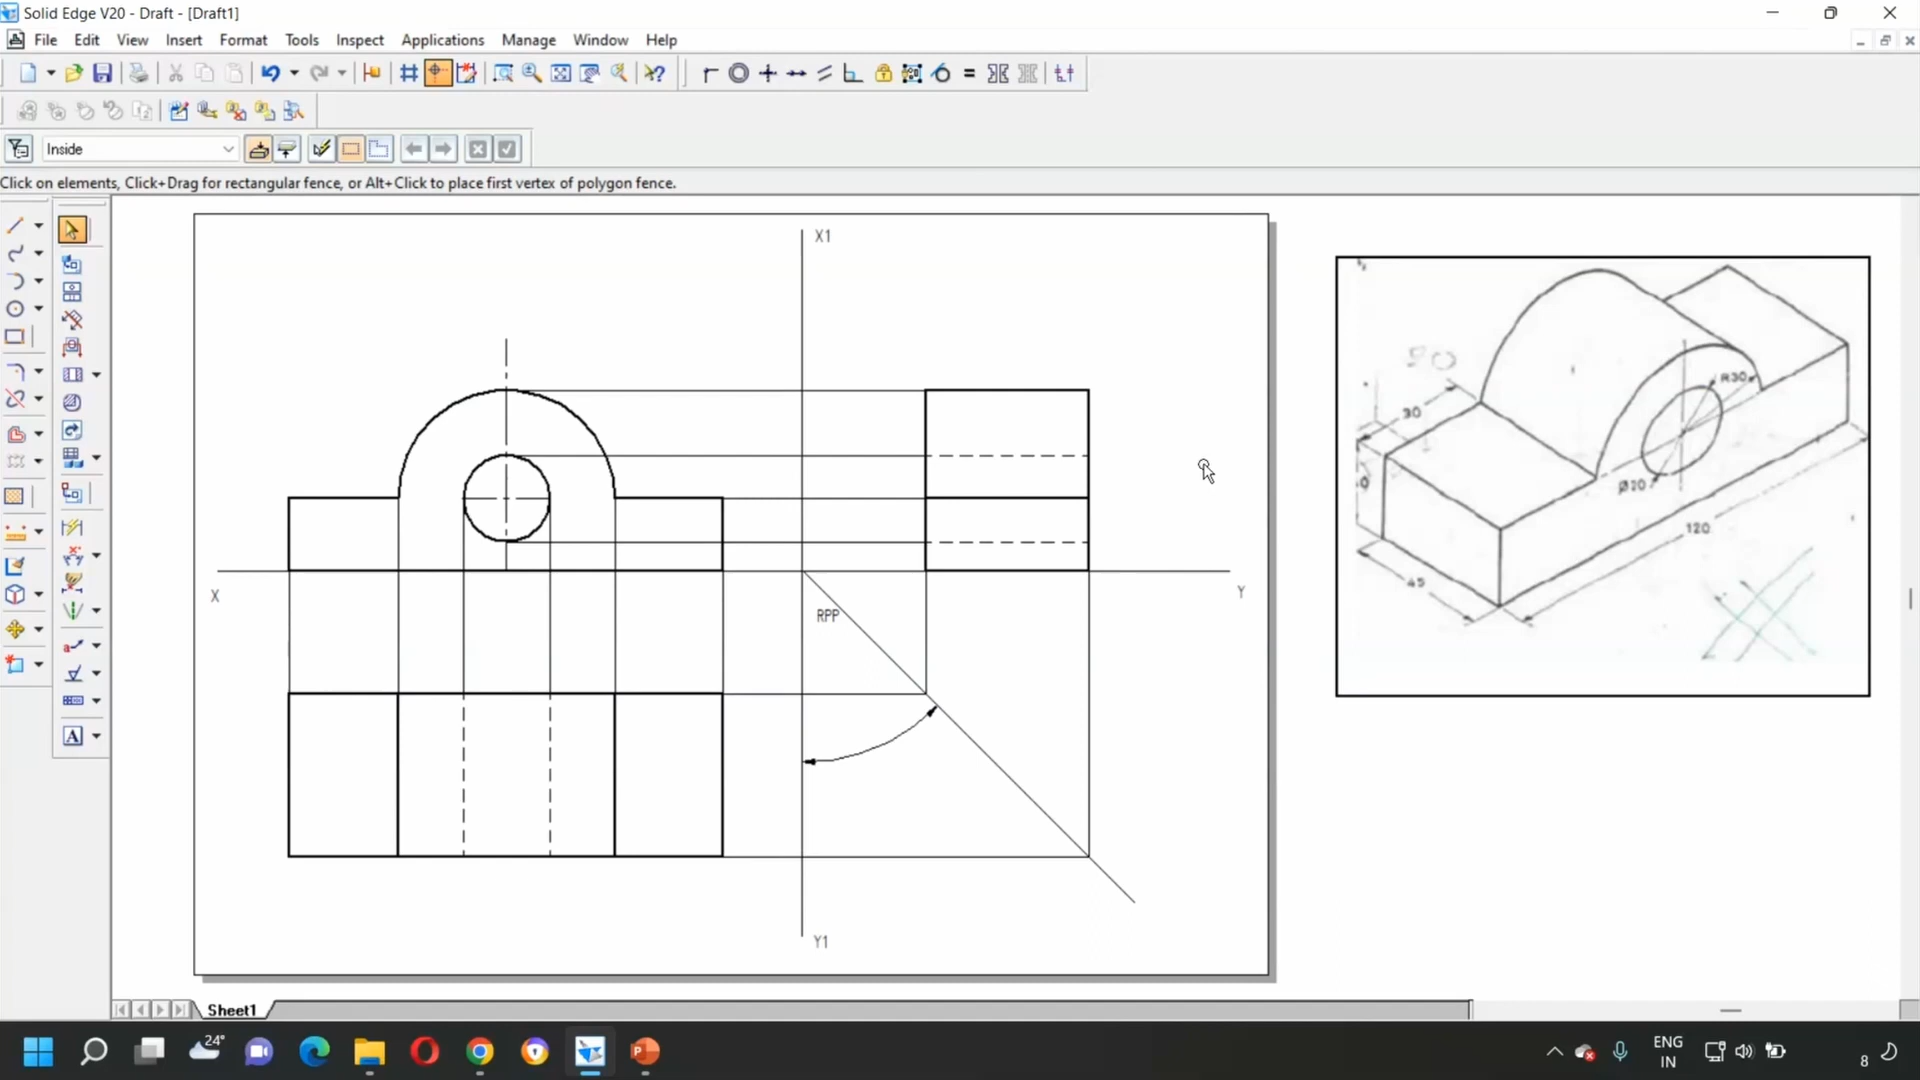 Solid Edge V20 - Draft - [Draft1]
File Edit View Insert Format Tools Inspect Applications Manage Window Help
Inside
Click on elements, Click+Drag for rectangular fence, or Alt+Click to place first vertex of polygon fence.
X1
X
Y
RPP
Y1
R30
30
Ø20
120
45
A
Sheet1
24°
ENG
IN
8